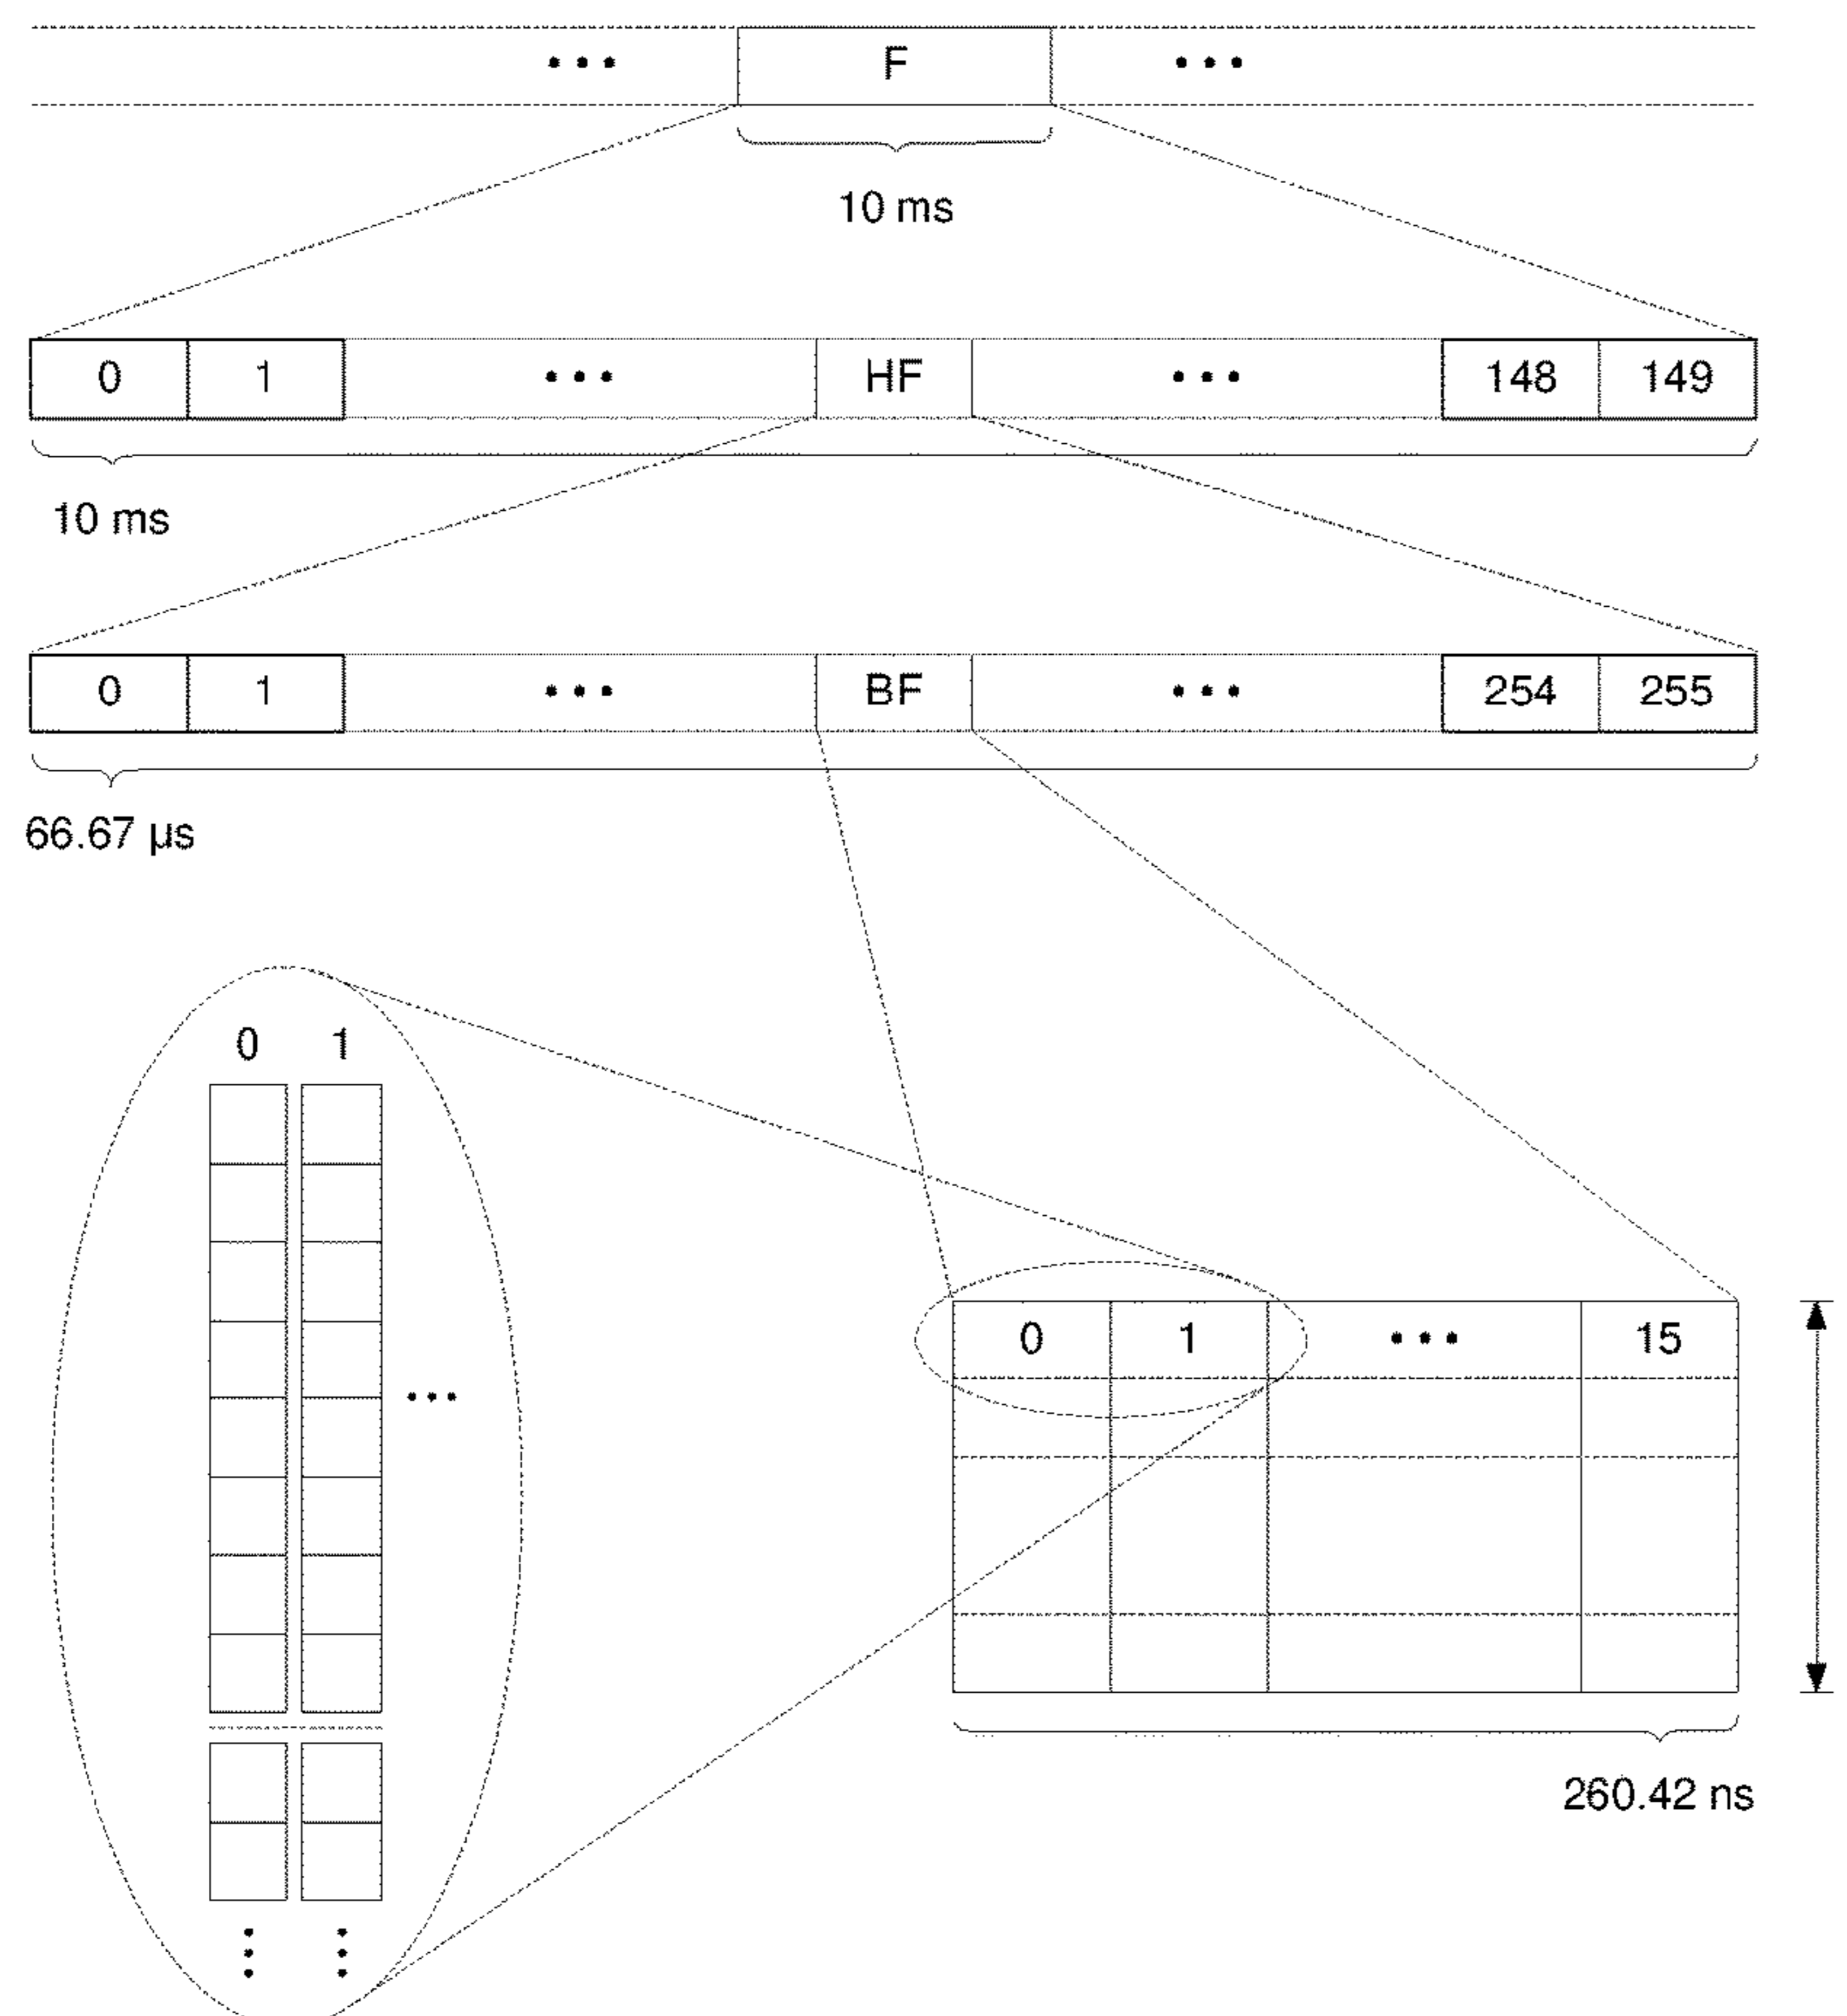 ••• F •••
10 ms
0 1 ••• HF ••• 148 149
10 ms
0 1 ••• BF ••• 254 255
66.67 µs
0 1
•••
0 1 ••• 15
260.42 ns